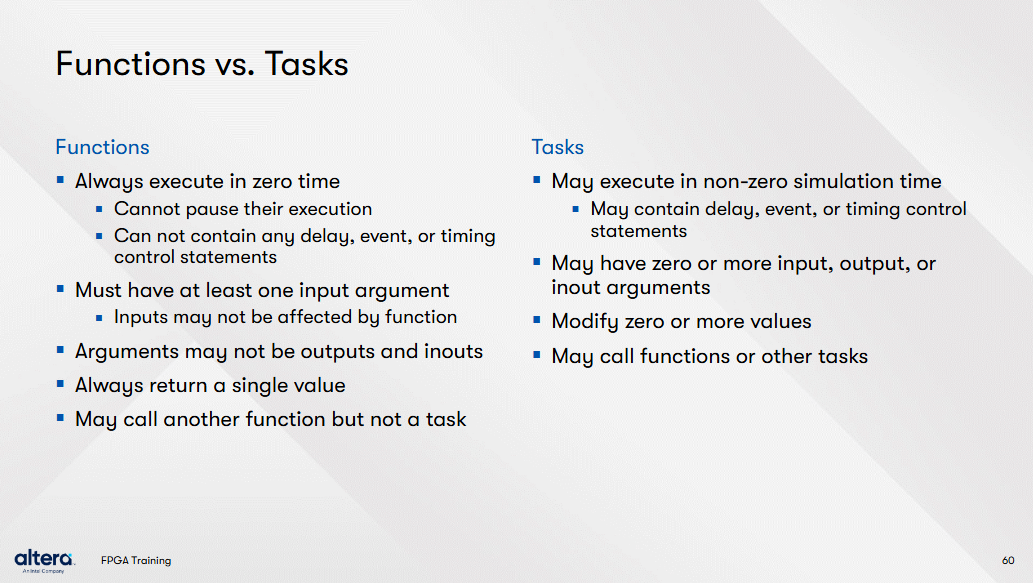 Functions vs. Tasks
Functions
▪ Always execute in zero time
▪ Cannot pause their execution
▪ Can not contain any delay, event, or timing
control statements
▪ Must have at least one input argument
▪ Inputs may not be affected by function
▪ Arguments may not be outputs and inouts
▪ Always return a single value
▪ May call another function but not a task
Tasks
▪ May execute in non-zero simulation time
▪ May contain delay, event, or timing control
statements
▪ May have zero or more input, output, or
inout arguments
▪ Modify zero or more values
▪ May call functions or other tasks
altera.
An Intel Company
FPGA Training
60